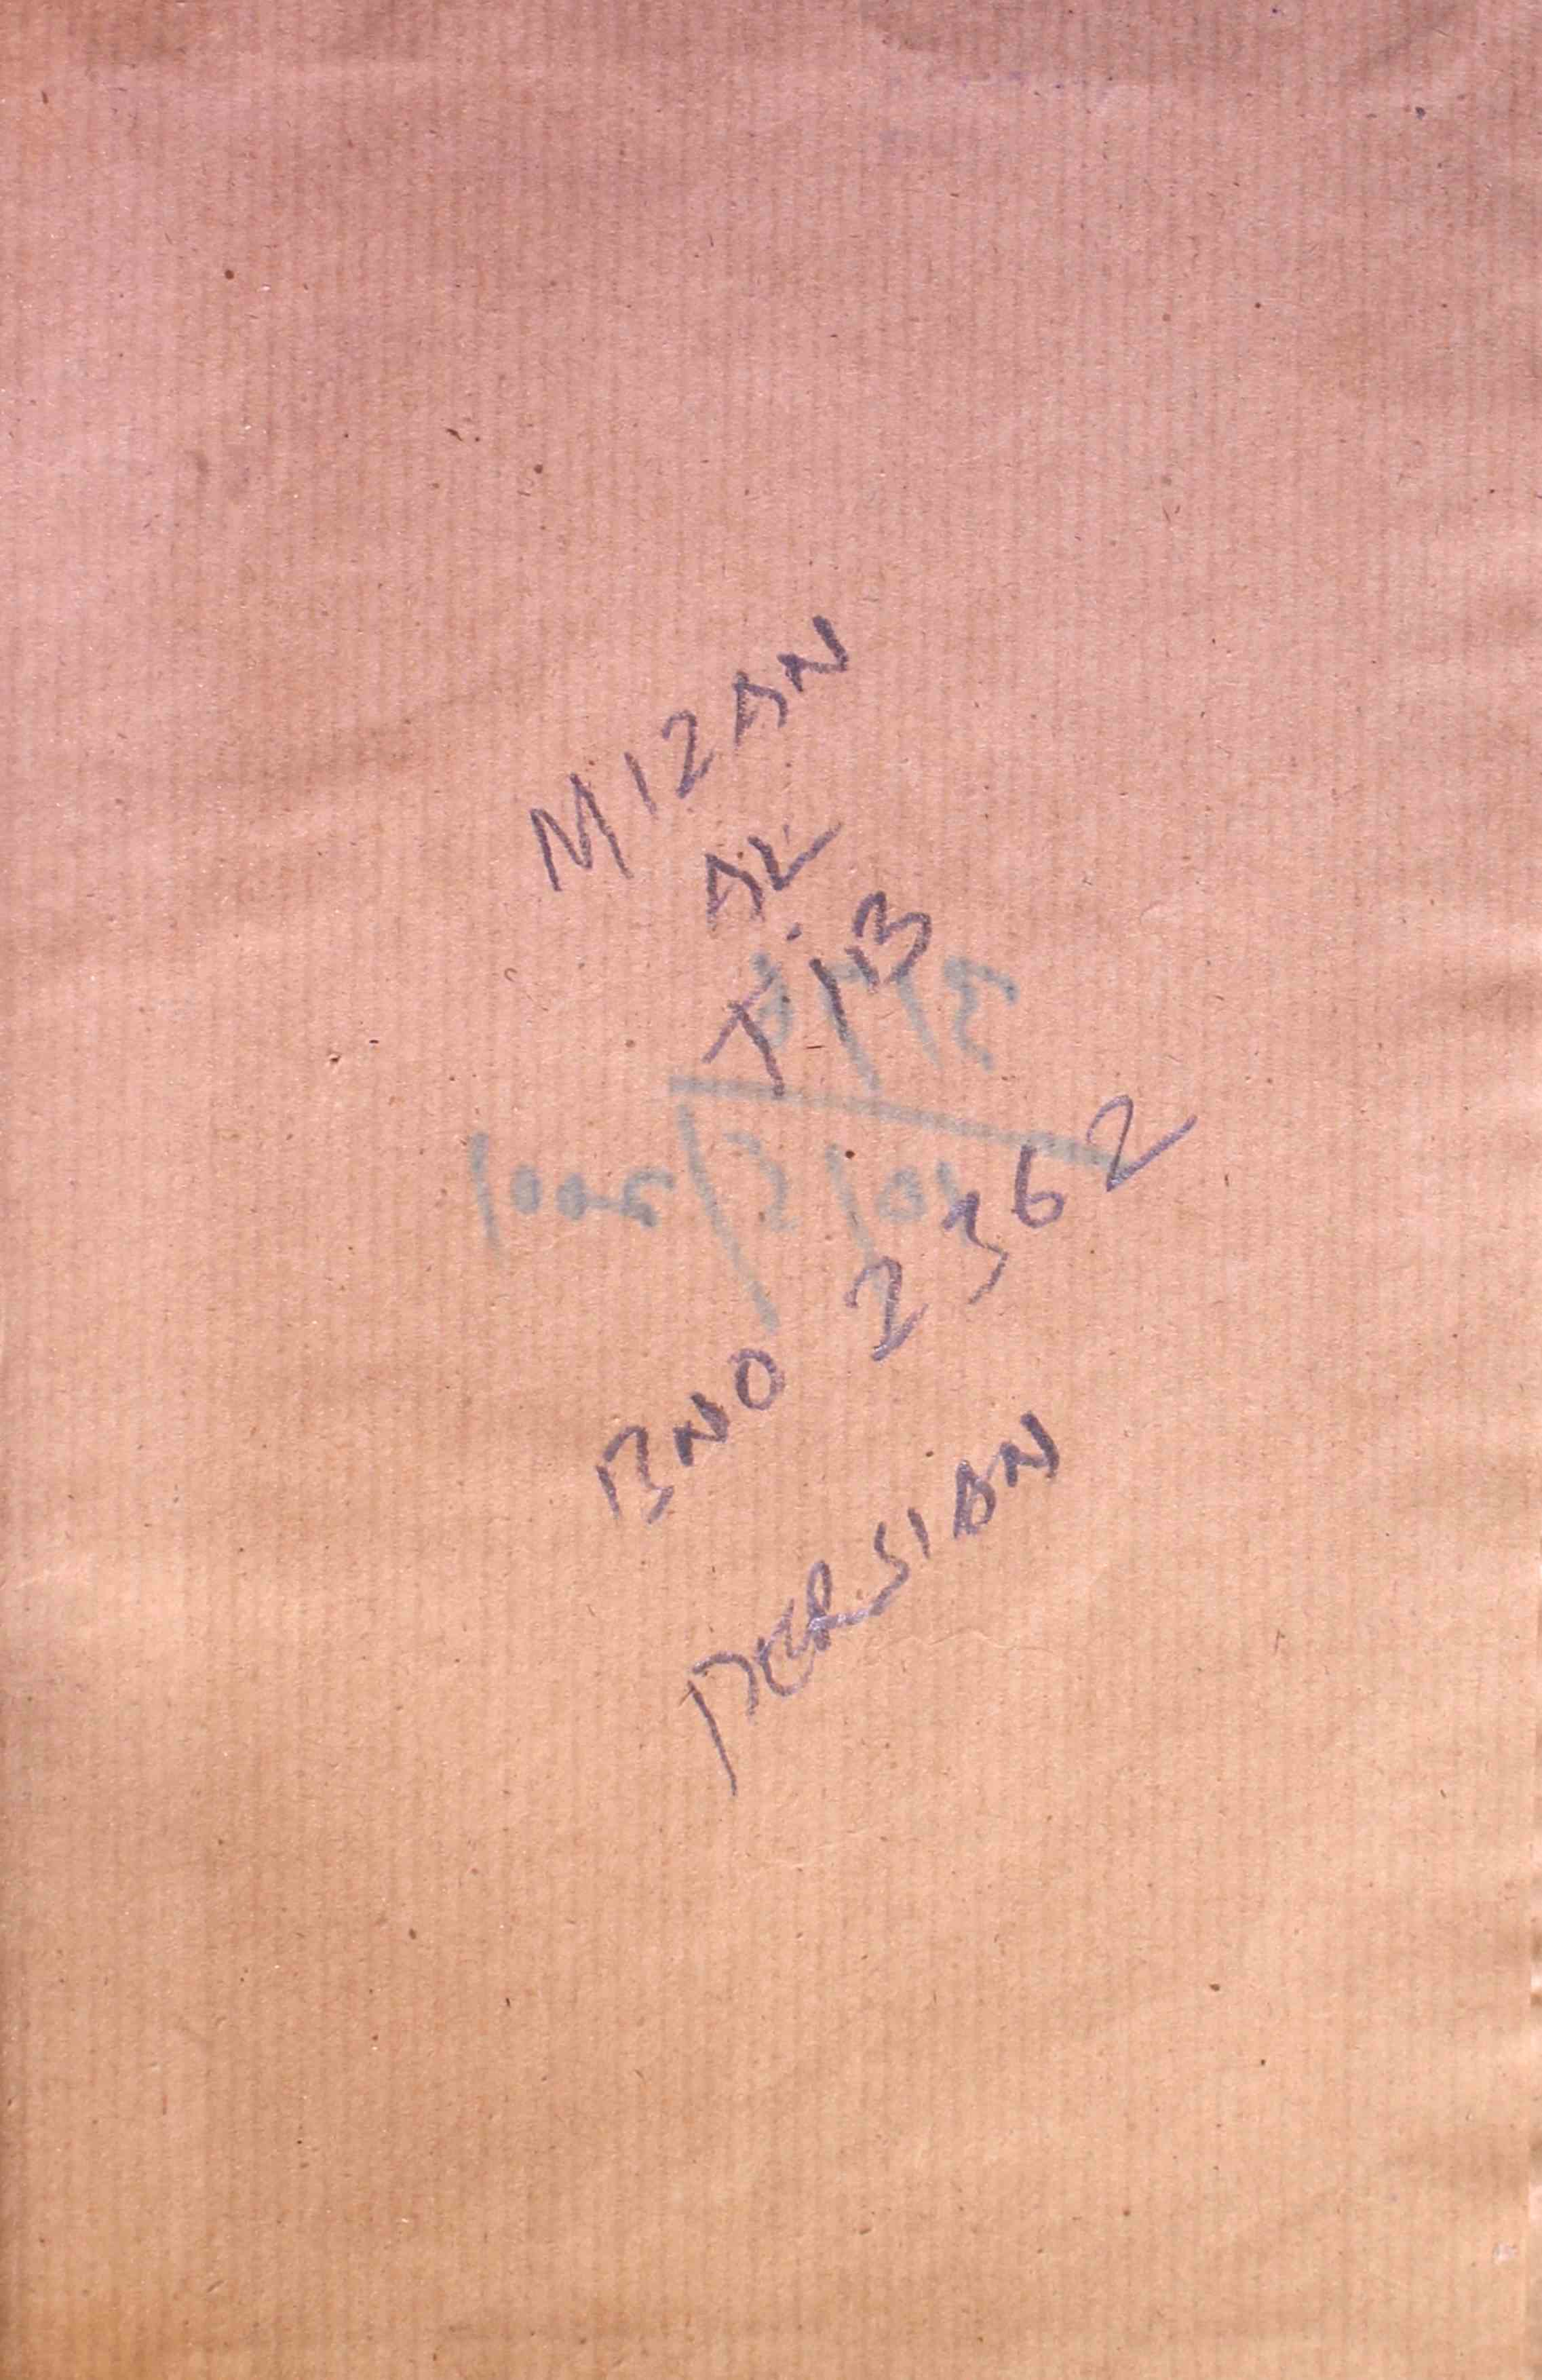 MIZAN
AL
TIB
BNO 2362
PERSIAN